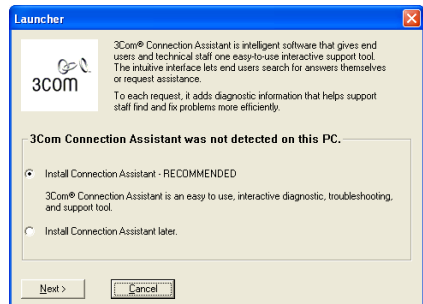 Launcher
3Com® Connection Assistant is intelligent software that gives end
users and technical staff one easy-to-use interactive support tool.
The intuitive interface lets end users search for answers themselves
or request assistance.
To each request, it adds diagnostic information that helps support
staff find and fix problems more efficiently.
3COM
3Com Connection Assistant was not detected on this PC.
Install Connection Assistant - RECOMMENDED
3Com® Connection Assistant is an easy to use, interactive diagnostic, troubleshooting,
and support tool.
Install Connection Assistant later.
Next >
Cancel